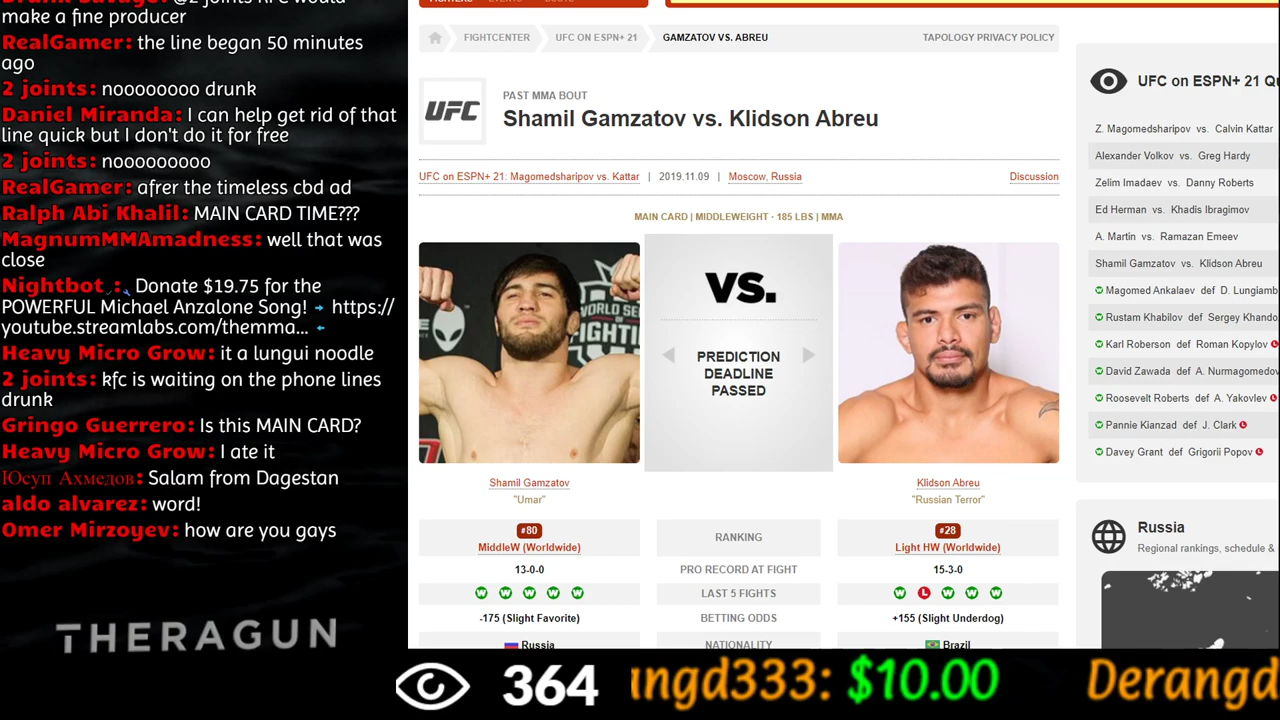 make a fine producer
RealGamer: the line began 50 minutes
ago
2 joints: noooooooo drunk
Daniel Miranda: I can help get rid of that
line quick but I don't do it for free
2 joints: nooooooooo
RealGamer: afrer the timeless cbd ad
Ralph Abi Khalil: MAIN CARD TIME???
MagnumMMAmadness: well that was
close
Nightbot : Donate $19.75 for the
POWERFUL Michael Anzalone Song! https://
youtube.streamlabs.com/themma...
Heavy Micro Grow: it a lungui noodle
2 joints: kfc is waiting on the phone lines
drunk
Gringo Guerrero: Is this MAIN CARD?
Heavy Micro Grow: I ate it
Юсуп Ахмедов: Salam from Dagestan
aldo alvarez: word!
Omer Mirzoyev: how are you gays
THERAGUN
FIGHTCENTER UFC ON ESPN+ 21 GAMZATOV VS. ABREU TAPOLOGY PRIVACY POLICY
UFC
PAST MMA BOUT
Shamil Gamzatov vs. Klidson Abreu
UFC on ESPN+ 21: Magomedsharipov vs. Kattar | 2019.11.09 | Moscow, Russia Discussion
MAIN CARD | MIDDLEWEIGHT · 185 LBS | MMA
VS.
PREDICTION
DEADLINE
PASSED
Shamil Gamzatov Klidson Abreu
"Umar" "Russian Terror"
#80 RANKING #28
MiddleW (Worldwide) Light HW (Worldwide)
13-0-0 PRO RECORD AT FIGHT 15-3-0
W W W W W LAST 5 FIGHTS W L W W W
-175 (Slight Favorite) BETTING ODDS +155 (Slight Underdog)
Russia NATIONALITY Brazil
UFC on ESPN+ 21 Qu
Z. Magomedsharipov vs. Calvin Kattar
Alexander Volkov vs. Greg Hardy
Zelim Imadaev vs. Danny Roberts
Ed Herman vs. Khadis Ibragimov
A. Martin vs. Ramazan Emeev
Shamil Gamzatov vs. Klidson Abreu
W Magomed Ankalaev def D. Lungiamb
W Rustam Khabilov def Sergey Khando
W Karl Roberson def Roman Kopylov L
W David Zawada def A. Nurmagomedov
W Roosevelt Roberts def A. Yakovlev L
W Pannie Kianzad def J. Clark L
W Davey Grant def Grigorii Popov L
Russia
Regional rankings, schedule &
364 ngd333: $10.00 Derangd